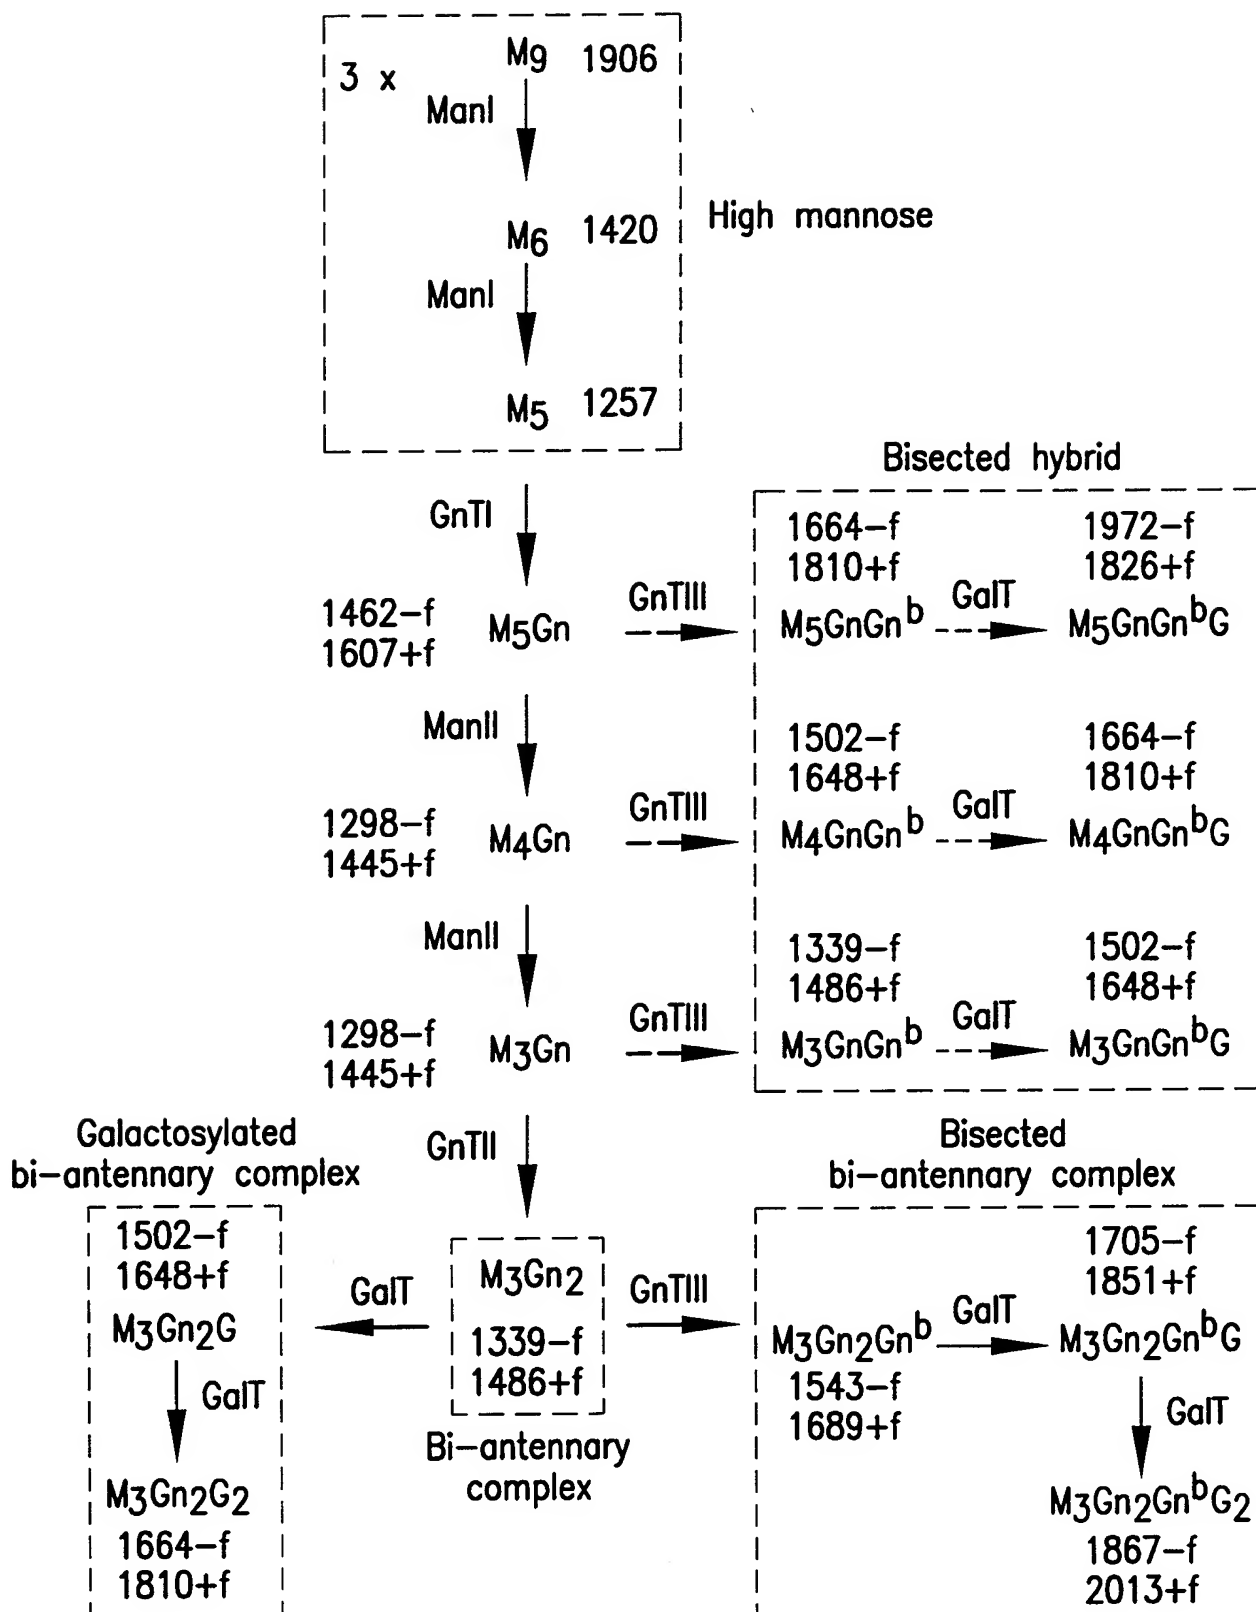 M9 1906
3 x
ManI
M6 1420
High mannose
ManI
M5 1257
Bisected hybrid
GnTI
1664-f 1972-f
1810+f 1826+f
1462-f
1607+f
M5Gn
GnTIII
M5GnGnb
GalT
M5GnGnbG
ManII
1502-f 1664-f
1648+f 1810+f
1298-f
1445+f
M4Gn
GnTIII
M4GnGnb
GalT
M4GnGnbG
ManII
1339-f 1502-f
1486+f 1648+f
1298-f
1445+f
M3Gn
GnTIII
M3GnGnb
GalT
M3GnGnbG
GnTII
Galactosylated
bi-antennary complex
Bisected
bi-antennary complex
1502-f
1648+f
M3Gn2G
GalT
M3Gn2G2
1664-f
1810+f
GalT
M3Gn2
1339-f
1486+f
Bi-antennary
complex
GnTIII
M3Gn2Gnb
1543-f
1689+f
GalT
1705-f
1851+f
M3Gn2GnbG
GalT
M3Gn2GnbG2
1867-f
2013+f